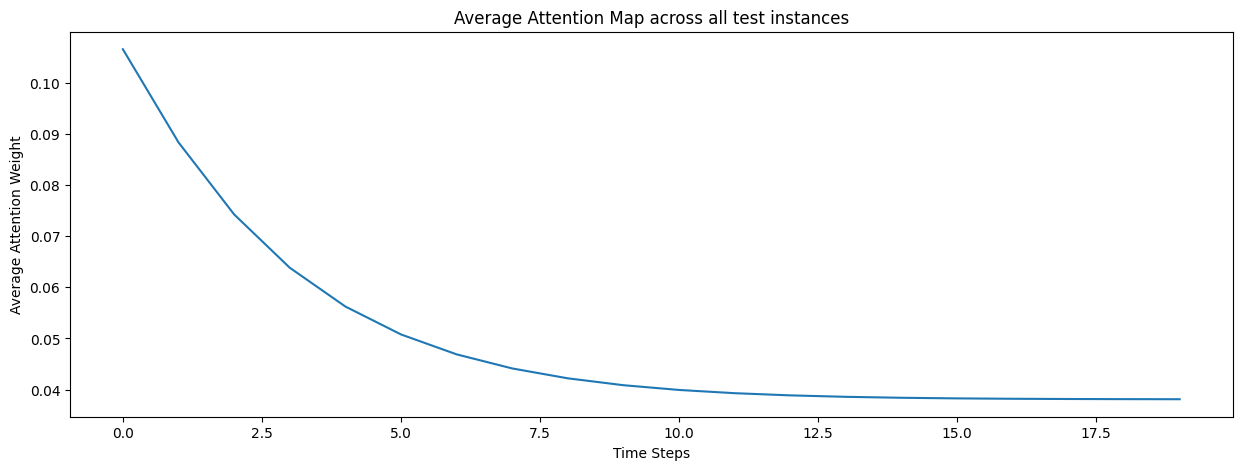 Average Attention Map across all test instances
Average Attention Weight
0.10
0.09
0.08
0.07
0.06
0.05
0.04
0.0 2.5 5.0 7.5 10.0 12.5 15.0 17.5
Time Steps